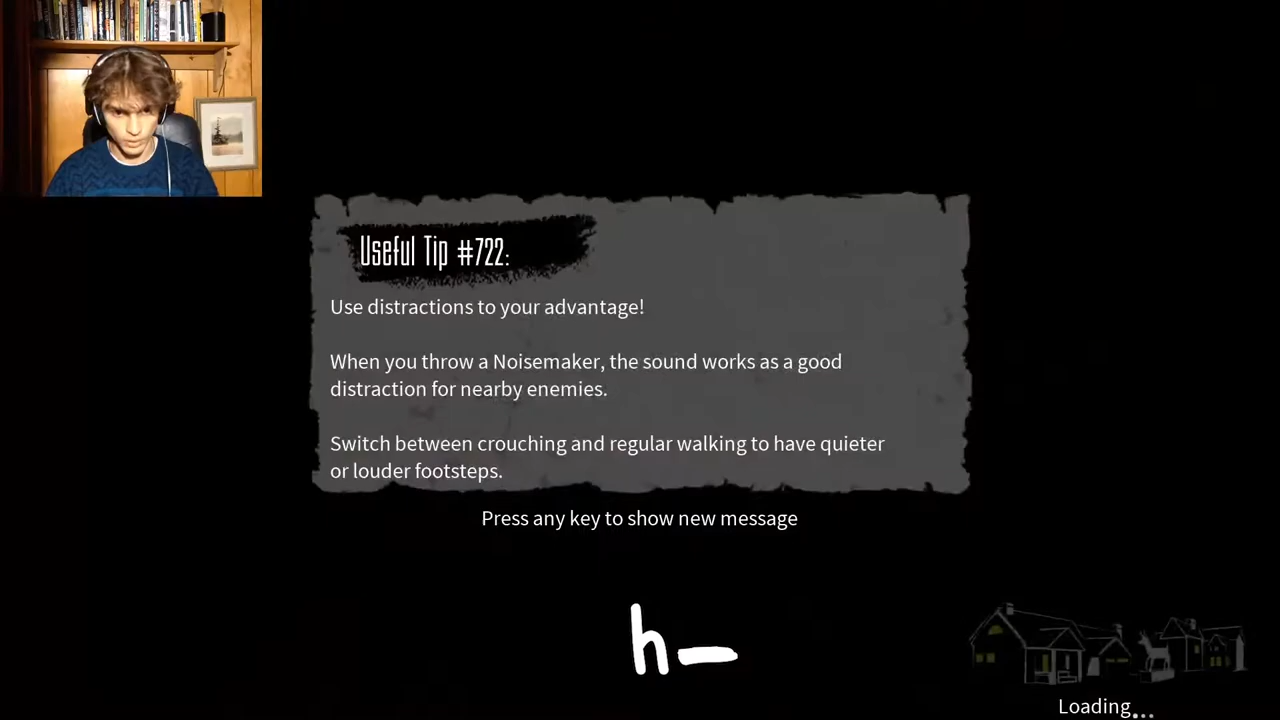 Useful Tip #722:
Use distractions to your advantage!
When you throw a Noisemaker, the sound works as a good
distraction for nearby enemies.
Switch between crouching and regular walking to have quieter
or louder footsteps.
Press any key to show new message
h_
Loading...